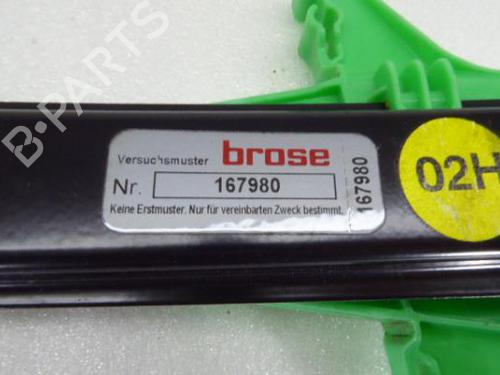 B-PARTS
Versuchsmuster brose
Nr. 167980
Keine Erstmuster. Nur für vereinbarten Zweck bestimmt.
167980
02H